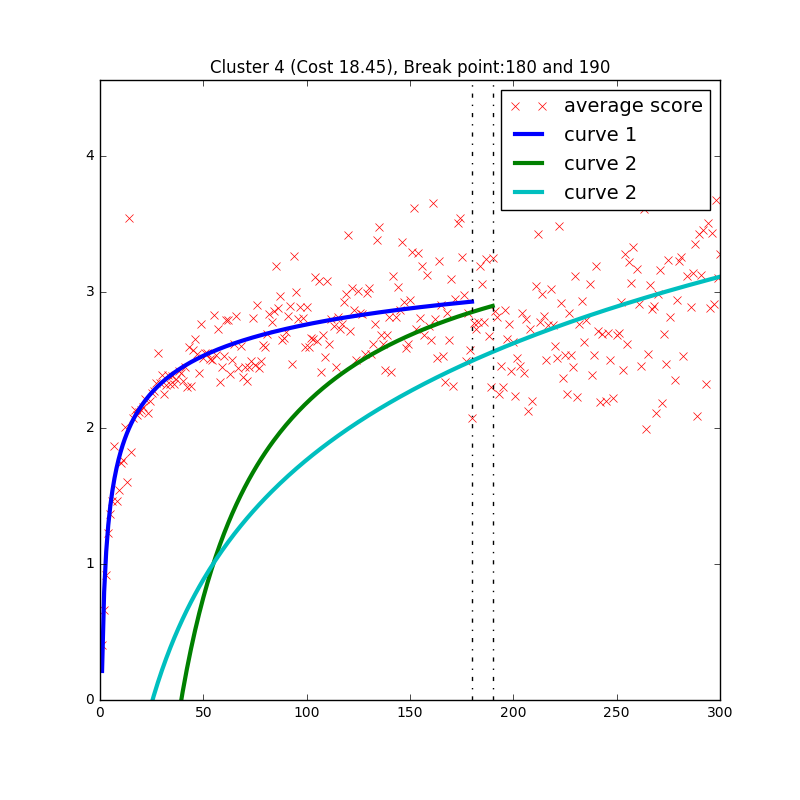 Cluster 4 (Cost 18.45), Break point:180 and 190
average score
curve 1
curve 2
curve 2
4
3
2
1
0
0 50 100 150 200 250 300